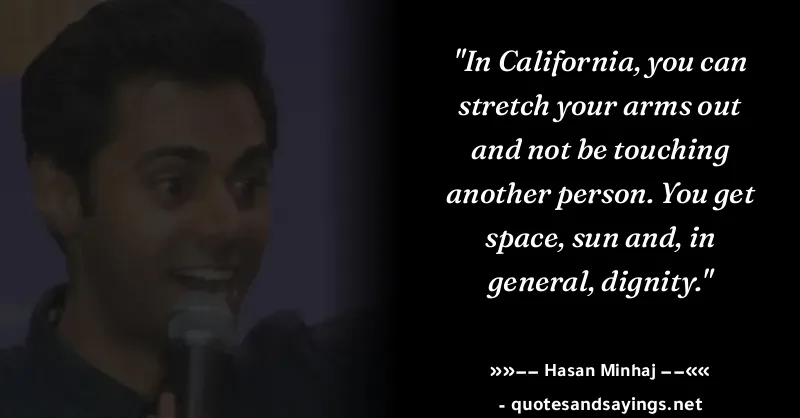 "In California, you can
stretch your arms out
and not be touching
another person. You get
space, sun and, in
general, dignity."
»»−− Hasan Minhaj −−««
- quotesandsayings.net